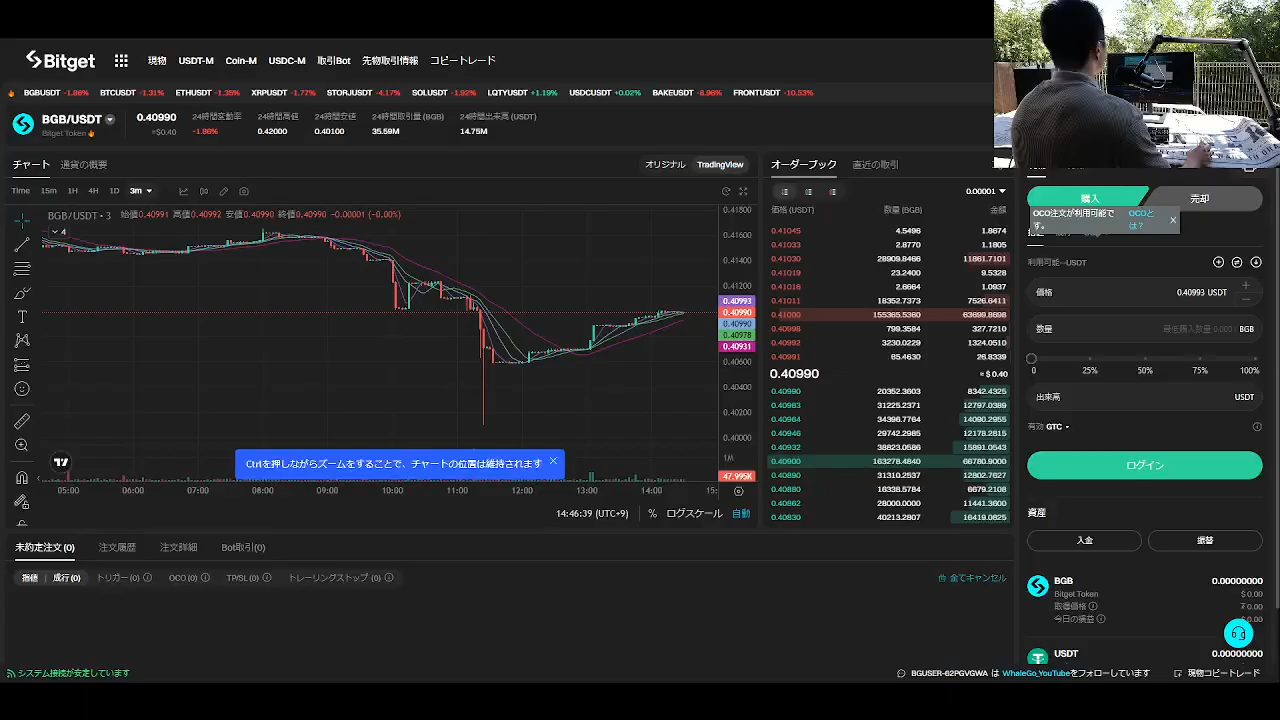 Bitget 現物 USDT-M Coin-M USDC-M 取引Bot 先物取引情報 コピートレード
BGBUSDT -1.86% BTCUSDT -1.31% ETHUSDT -1.35% XRPUSDT -1.77% STORJUSDT -4.17% SOLUSDT -1.92% LQTYUSDT +1.19% USDCUSDT +0.02% BAKEUSDT -8.96% FRONTUSDT -10.53%
BGB/USDT 0.40990 24時間変動率 24時間高値 24時間安値 24時間取引量 (BGB) 24時間出来高 (USDT)
Bitget Token ≈$0.40 -1.86% 0.42000 0.40100 35.59M 14.75M
チャート 通貨の概要 オリジナル TradingView
Time 15m 1H 4H 1D 3m
BGB/USDT · 3 始値0.40991 高値0.40992 安値0.40990 終値0.40990 -0.00001 (-0.00%)
4
0.41800
0.41600
0.41400
0.41200
0.40993
0.40990
0.40990
0.40978
0.40931
0.40600
0.40400
0.40200
0.40000
1M
47.995K
Ctrlを押しながらズームをすることで、チャートの位置は維持されます
05:00 06:00 07:00 08:00 09:00 10:00 11:00 12:00 13:00 14:00 15:
14:46:39 (UTC+9) % ログスケール 自動
オーダーブック 直近の取引
0.00001
価格 (USDT) 数量 (BGB) 金額
0.41045 4.5496 1.8674
0.41033 2.8770 1.1805
0.41030 28909.8466 11861.7101
0.41019 23.2400 9.5328
0.41016 2.6664 1.0937
0.41011 18352.7373 7526.6411
0.41000 155365.5360 63699.8698
0.40998 799.3584 327.7210
0.40992 3230.0229 1324.0510
0.40991 65.4630 26.8339
0.40990 ≈ $ 0.40
0.40990 20352.3603 8342.4325
0.40983 31225.2371 12797.0389
0.40964 34396.7764 14090.2955
0.40946 29742.2985 12178.2815
0.40932 38823.0586 15891.0543
0.40900 163278.4840 66780.9000
0.40890 31310.2537 12802.7627
0.40880 16338.5784 6679.2108
0.40862 28000.0000 11441.3600
0.40830 40213.2807 16419.0825
購入 売却
OCO注文が利用可能で OCOと
す。 は？
利用可能--USDT
価格 0.40993 USDT
数量 最低購入数量 0.0001 BGB
0 25% 50% 75% 100%
出来高 USDT
有効 GTC
ログイン
資産
入金 振替
BGB 0.00000000
Bitget Token $ 0.00
取得価格 ₮ 0.00
今日の損益 $ 0.00
USDT 0.00000000
未約定注文 (0) 注文履歴 注文詳細 Bot取引(0)
指値 | 成行(0) トリガー(0) OCO (0) TP/SL (0) トレーリングストップ (0) 全てキャンセル
システム接続が安定しています BGUSER-62PGVGWA は WhaleGo_YouTubeをフォローしています 現物コピートレード